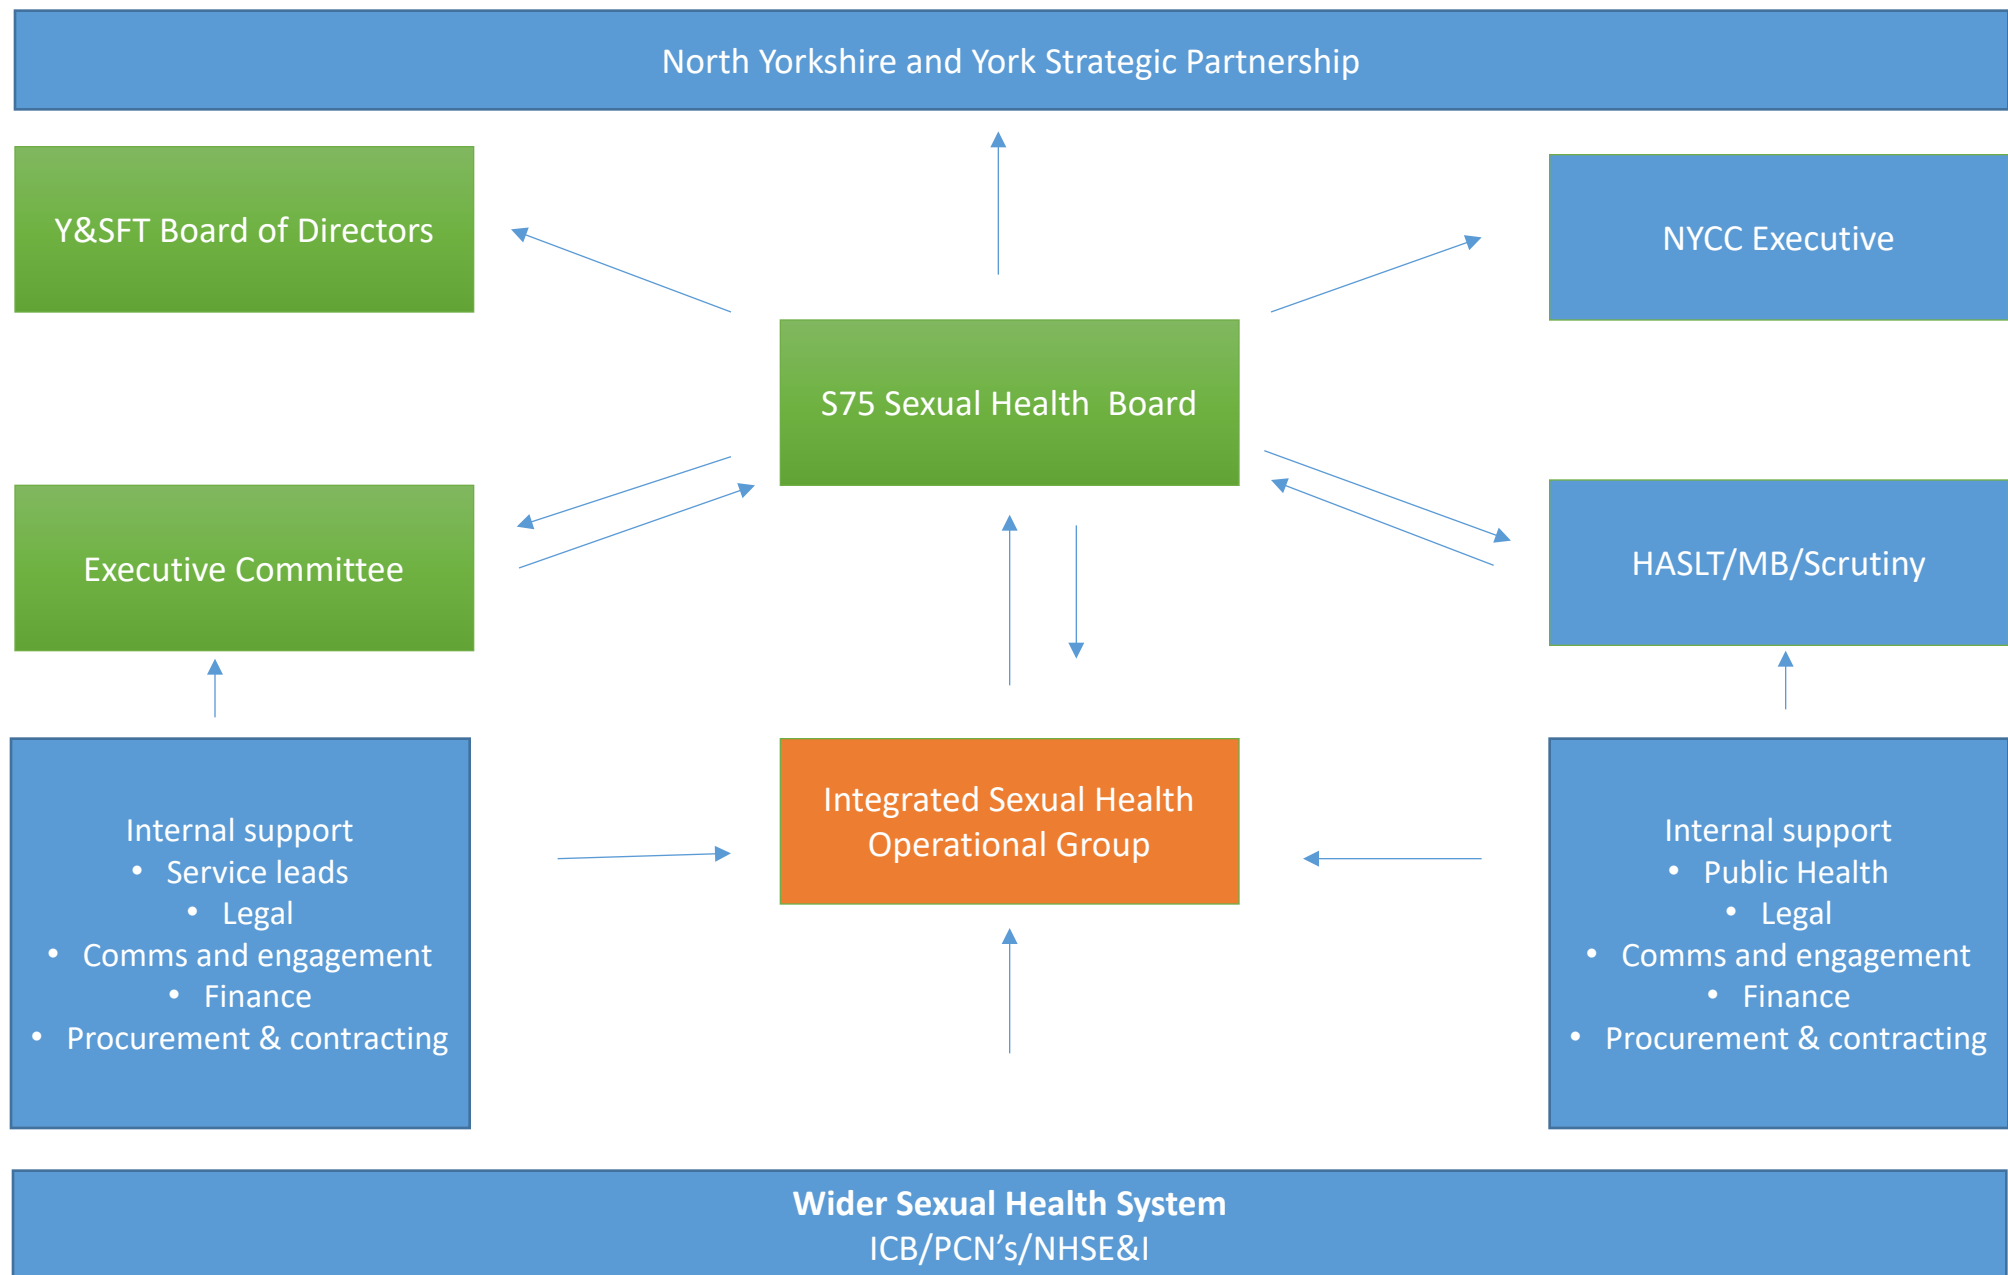 North Yorkshire and York Strategic Partnership
Y&SFT Board of Directors
NYCC Executive
S75 Sexual Health  Board
Executive Committee
HASLT/MB/Scrutiny
Internal support
• Service leads
• Legal
• Comms and engagement
• Finance
• Procurement & contracting
Integrated Sexual Health
Operational Group
Internal support
• Public Health
• Legal
• Comms and engagement
• Finance
• Procurement & contracting
Wider Sexual Health System
ICB/PCN’s/NHSE&I